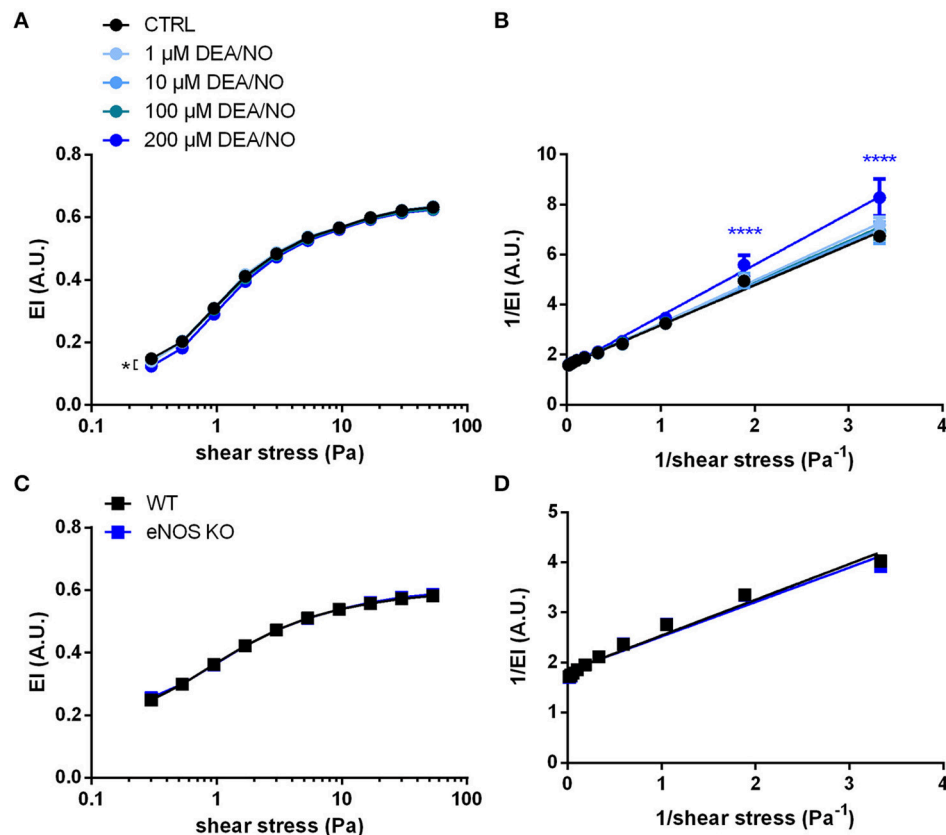 A
CTRL
1 µM DEA/NO
10 µM DEA/NO
100 µM DEA/NO
200 µM DEA/NO
0.8
0.6
0.4
0.2
0.0
EI (A.U.)
*
0.1
1
10
100
shear stress (Pa)
B
10
8
6
4
2
0
1/EI (A.U.)
****
****
0
1
2
3
4
1/shear stress (Pa⁻¹)
C
WT
eNOS KO
0.8
0.6
0.4
0.2
0.0
EI (A.U.)
0.1
1
10
100
shear stress (Pa)
D
5
4
3
2
1
0
1/EI (A.U.)
0
1
2
3
4
1/shear stress (Pa⁻¹)